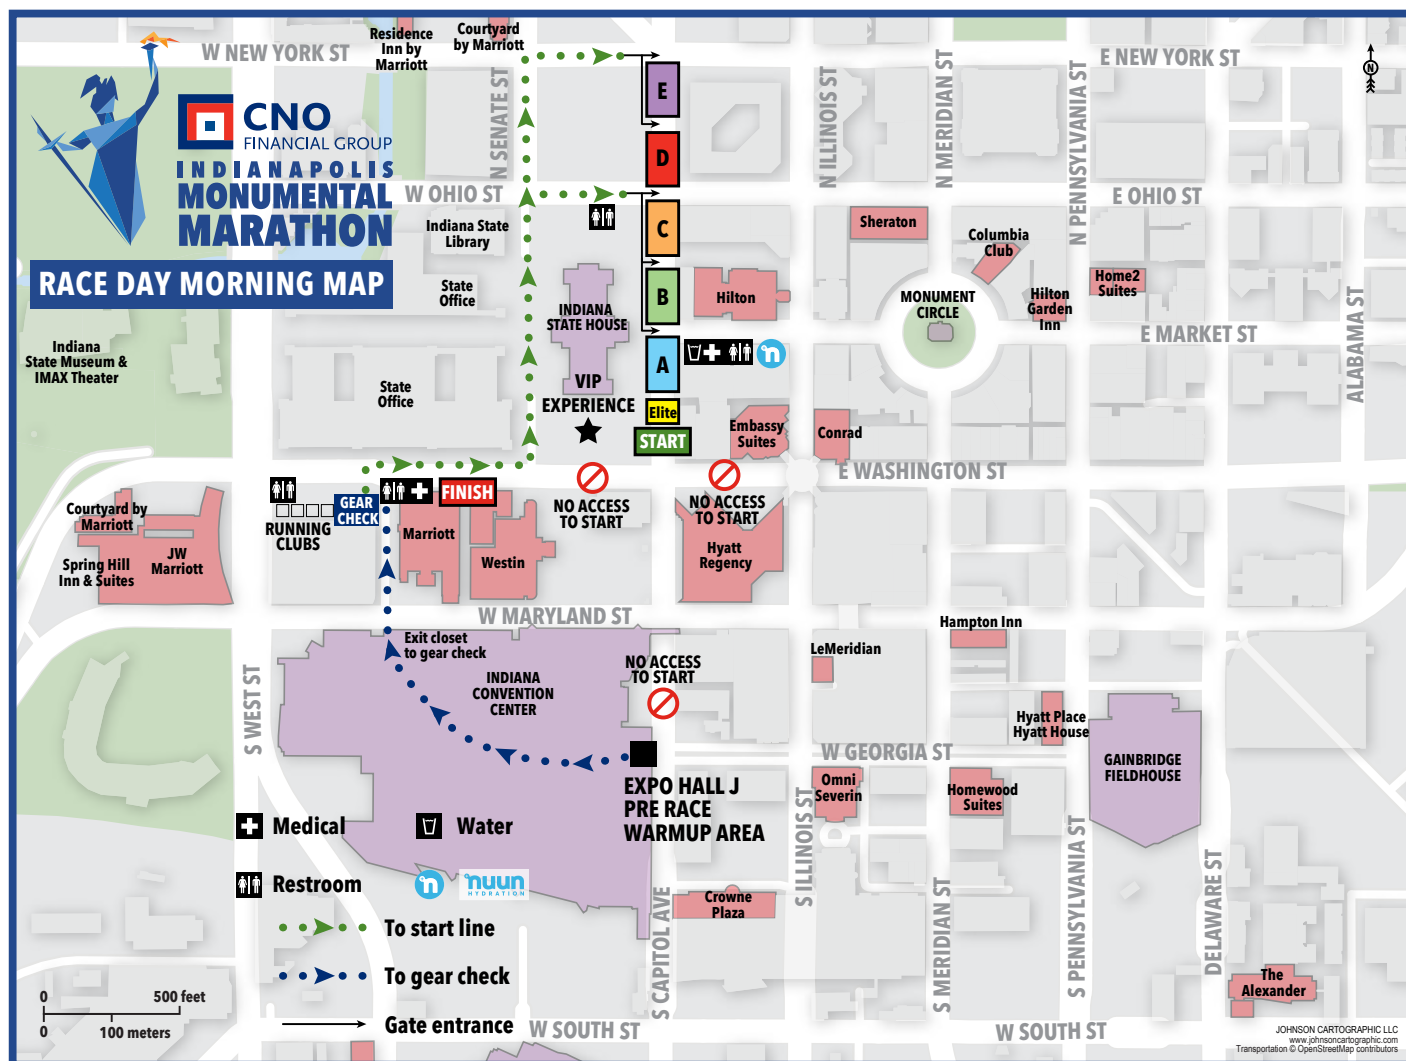 W NEW YORK ST
Residence
Inn by
Marriott
Courtyard
by Marriott
E NEW YORK ST
N
CNO
FINANCIAL GROUP
INDIANAPOLIS
MONUMENTAL
MARATHON
RACE DAY MORNING MAP
N SENATE ST
N ILLINOIS ST
N MERIDIAN ST
N PENNSYLVANIA ST
E
D
C
B
A
Elite
START
W OHIO ST
E OHIO ST
Indiana State
Library
State
Office
INDIANA
STATE HOUSE
Hilton
Sheraton
Columbia
Club
MONUMENT
CIRCLE
Hilton
Garden
Inn
Home2
Suites
E MARKET ST
ALABAMA ST
Indiana
State Museum &
IMAX Theater
State
Office
VIP
EXPERIENCE
n
Embassy
Suites
Conrad
E WASHINGTON ST
NO ACCESS
TO START
NO ACCESS
TO START
GEAR
CHECK
FINISH
RUNNING
CLUBS
Courtyard by
Marriott
Spring Hill
Inn & Suites
JW
Marriott
Marriott
Westin
Hyatt
Regency
W MARYLAND ST
Exit closet
to gear check
INDIANA
CONVENTION
CENTER
NO ACCESS
TO START
LeMeridian
Hampton Inn
Hyatt Place
Hyatt House
S WEST ST
W GEORGIA ST
GAINBRIDGE
FIELDHOUSE
EXPO HALL J
PRE RACE
WARMUP AREA
Omni
Severin
Homewood
Suites
S ILLINOIS ST
S PENNSYLVANIA ST
DELAWARE ST
S CAPITOL AVE
S MERIDIAN ST
Crowne
Plaza
The
Alexander
Medical
Water
Restroom
n
nuun
HYDRATION
To start line
To gear check
Gate entrance
0
500 feet
0
100 meters
W SOUTH ST
W SOUTH ST
JOHNSON CARTOGRAPHIC LLC
www.johnsoncartographic.com
Transportation © OpenStreetMap contributors